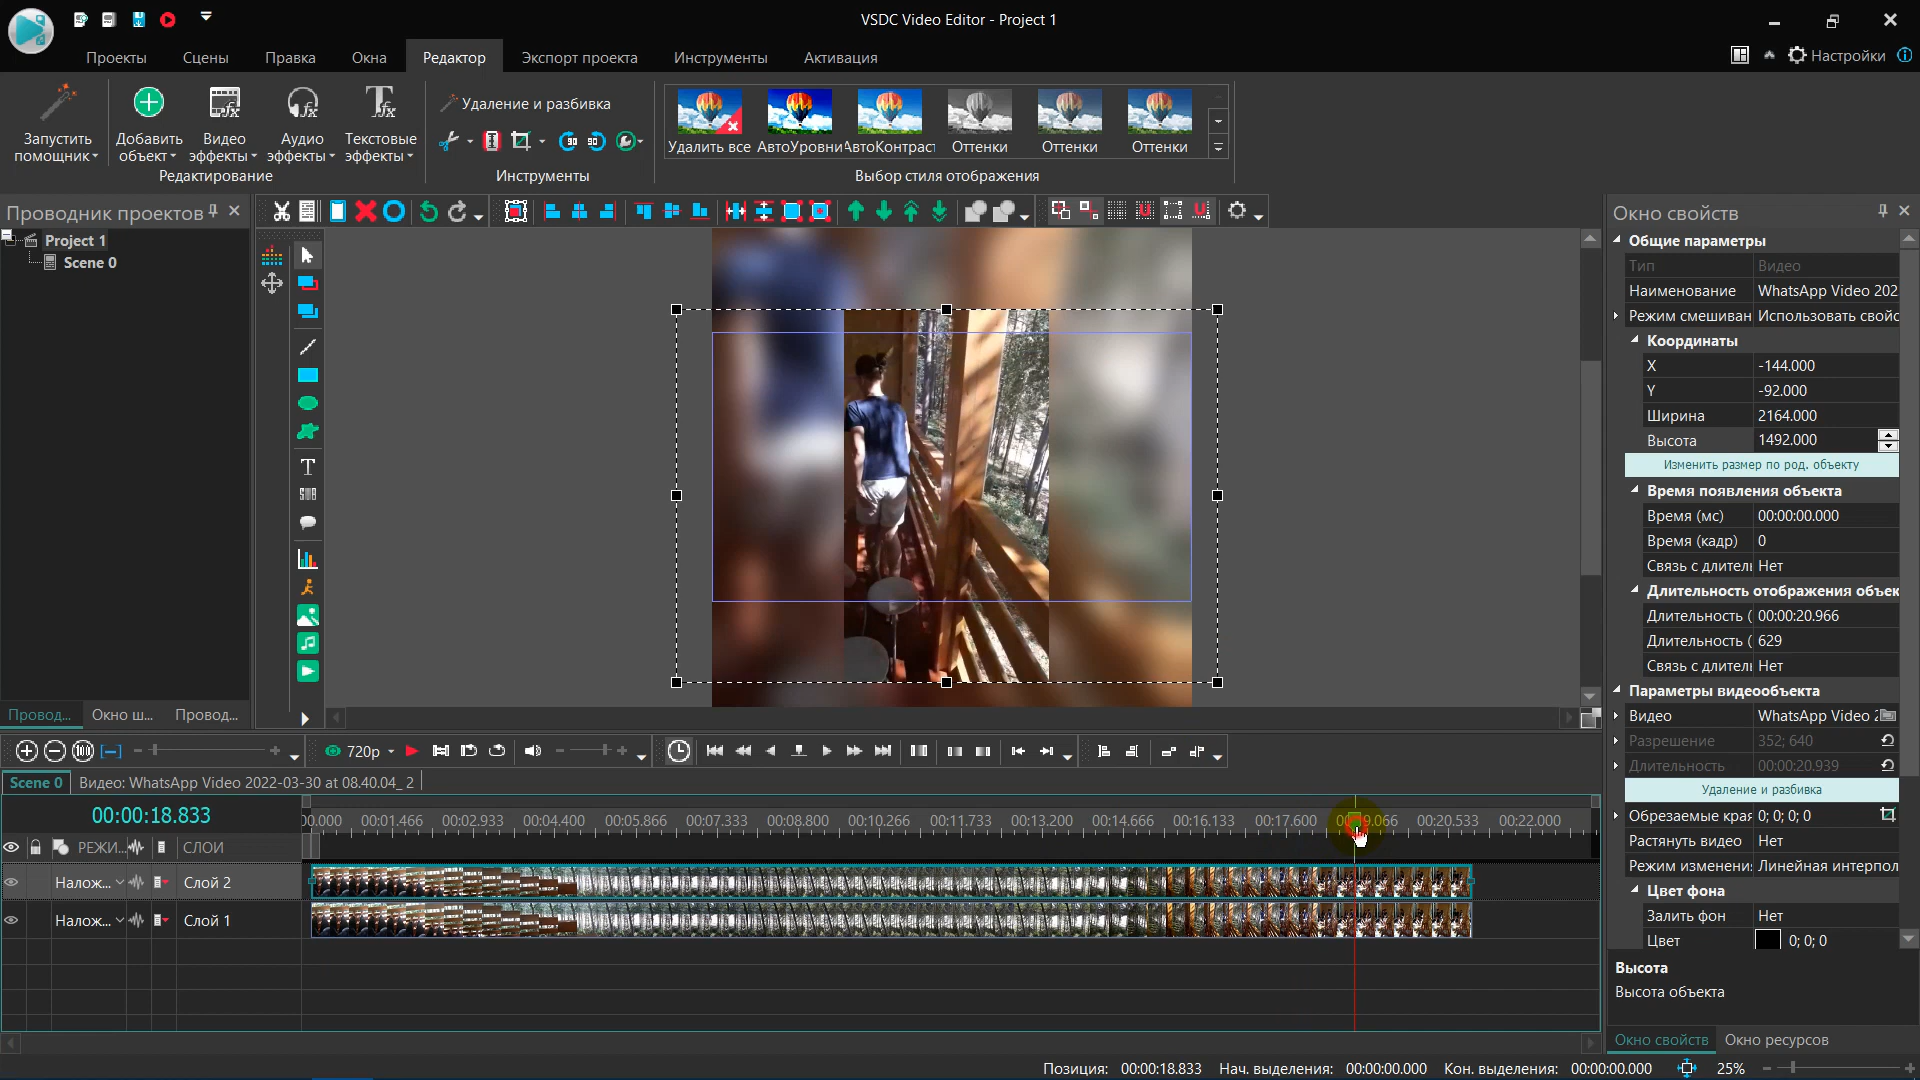 VSDC Video Editor - Project 1
Проекты
Сцены
Правка
Окна
Редактор
Экспорт проекта
Инструменты
Активация
Настройки
Запустить помощник
Добавить объект
Видео эффекты
Аудио эффекты
Текстовые эффекты
Редактирование
Удаление и разбивка
Инструменты
Удалить все
АвтоУровни
АвтоКонтраст
Оттенки
Оттенки
Оттенки
Выбор стиля отображения
Проводник проектов
Project 1
Scene 0
Провод...
Окно ш...
Провод...
Окно свойств
Общие параметры
Тип Видео
Наименование WhatsApp Video 202
Режим смешиван Использовать свойс
Координаты
X -144.000
Y -92.000
Ширина 2164.000
Высота 1492.000
Изменить размер по род. объекту
Время появления объекта
Время (мс) 00:00:00.000
Время (кадр) 0
Связь с длител Нет
Длительность отображения объек
Длительность ( 00:00:20.966
Длительность ( 629
Связь с длител Нет
Параметры видеообъекта
Видео WhatsApp Video 2
Разрешение 352; 640
Длительность 00:00:20.939
Удаление и разбивка
Обрезаемые края 0; 0; 0; 0
Растянуть видео Нет
Режим изменени Линейная интерпол
Цвет фона
Залить фон Нет
Цвет 0; 0; 0
Высота
Высота объекта
Окно свойств
Окно ресурсов
720p
Scene 0
Видео: WhatsApp Video 2022-03-30 at 08.40.04_ 2
00:00:18.833
00:01.466 00:02.933 00:04.400 00:05.866 00:07.333 00:08.800 00:10.266 00:11.733 00:13.200 00:14.666 00:16.133 00:17.600 00:19.066 00:20.533 00:22.000
РЕЖИ... СЛОИ
Налож... Слой 2
Налож... Слой 1
Позиция: 00:00:18.833 Нач. выделения: 00:00:00.000 Кон. выделения: 00:00:00.000 25%